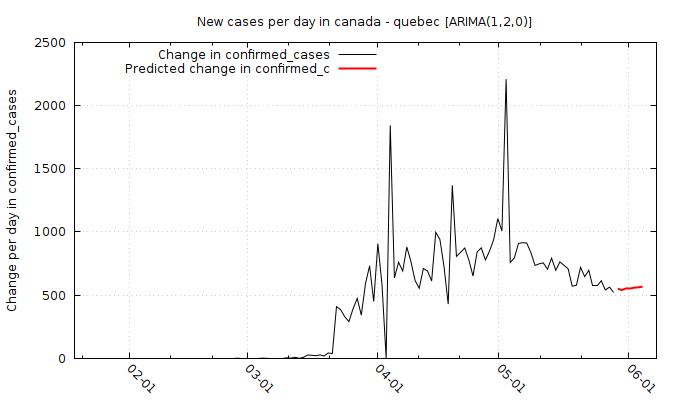 New cases per day in canada - quebec [ARIMA(1,2,0)]
Change in confirmed_cases
Predicted change in confirmed_c
Change per day in confirmed_cases
2500
2000
1500
1000
500
0
02-01
03-01
04-01
05-01
06-01